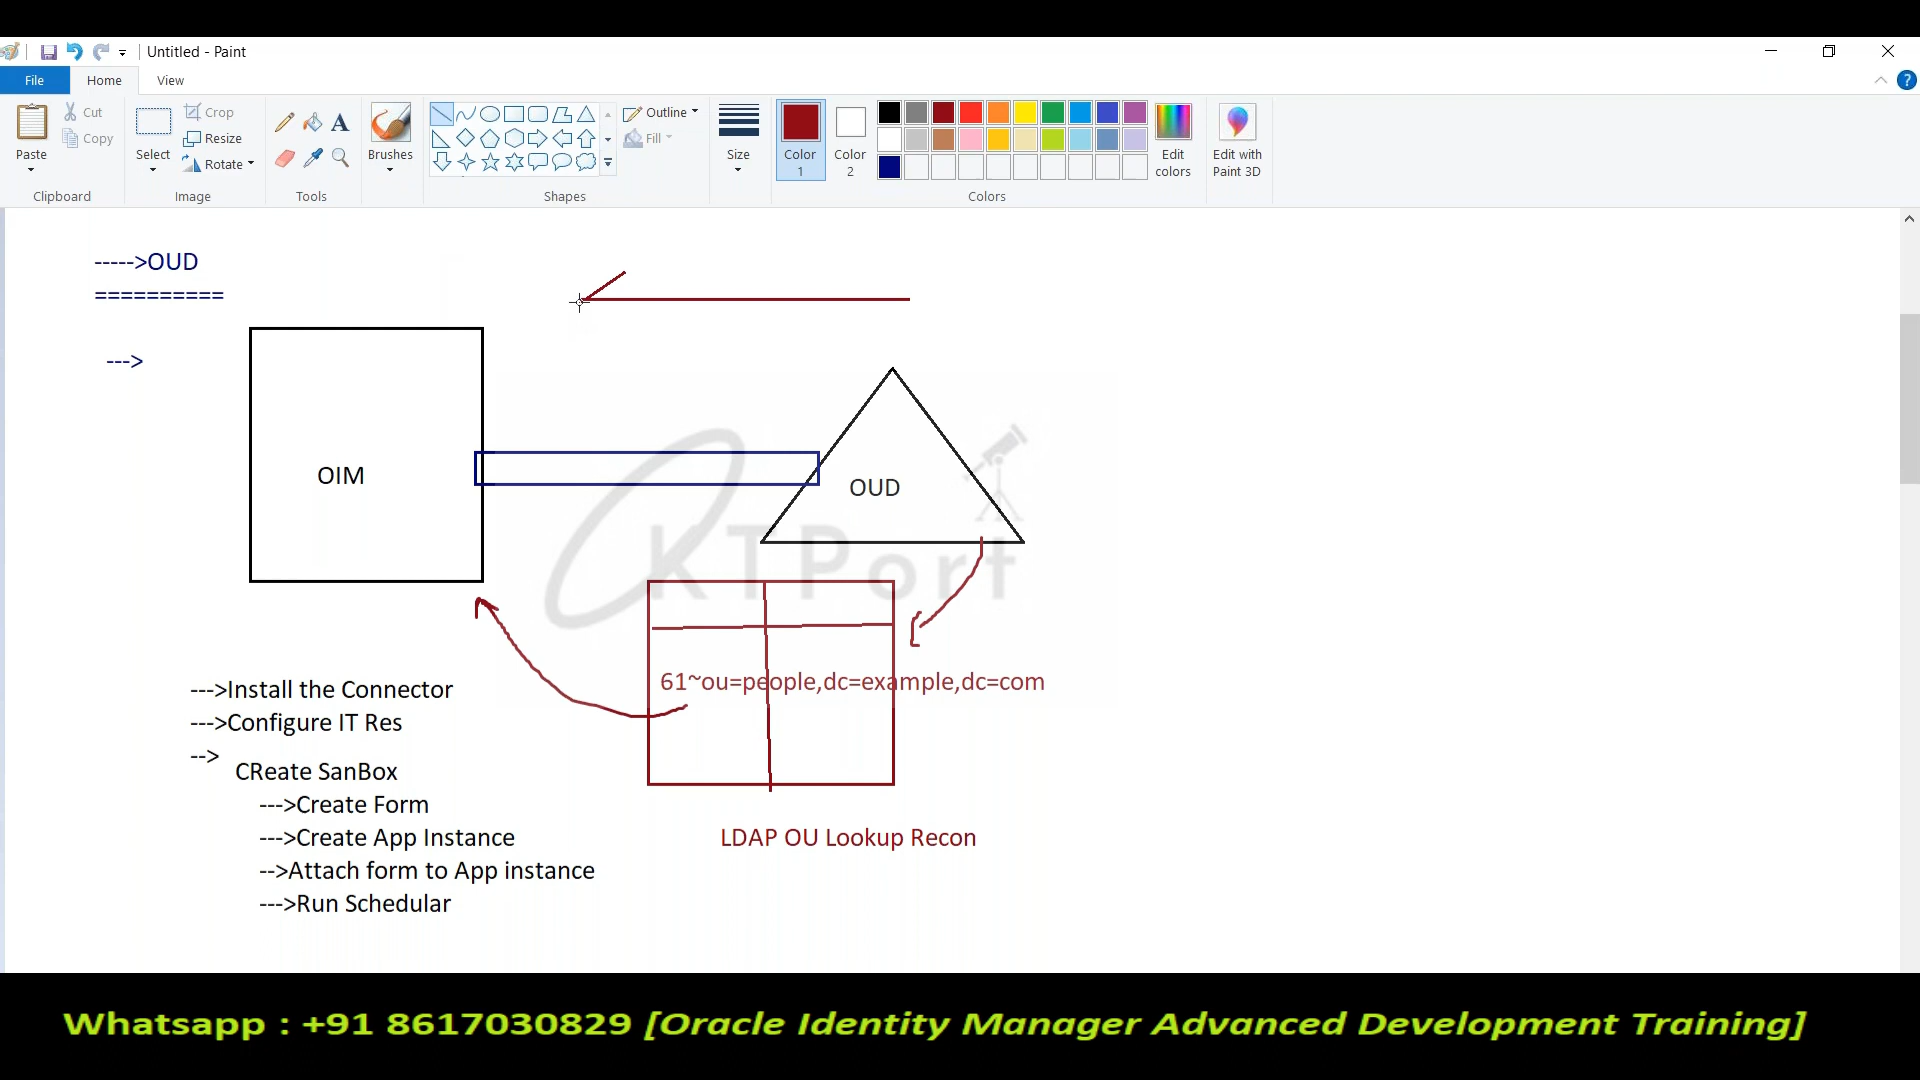 Untitled - Paint
File Home View
Paste
Cut
Copy
Clipboard
Select
Crop
Resize
Rotate
Image
Tools
Brushes
Outline
Fill
Shapes
Size
Color 1
Color 2
Edit colors
Colors
Edit with Paint 3D
----->OUD
==========
--->
OIM
OUD
KTPort
61~ou=people,dc=example,dc=com
--->Install the Connector
--->Configure IT Res
-->
CReate SanBox
--->Create Form
--->Create App Instance
-->Attach form to App instance
--->Run Schedular
LDAP OU Lookup Recon
Whatsapp : +91 8617030829 [Oracle Identity Manager Advanced Development Training]